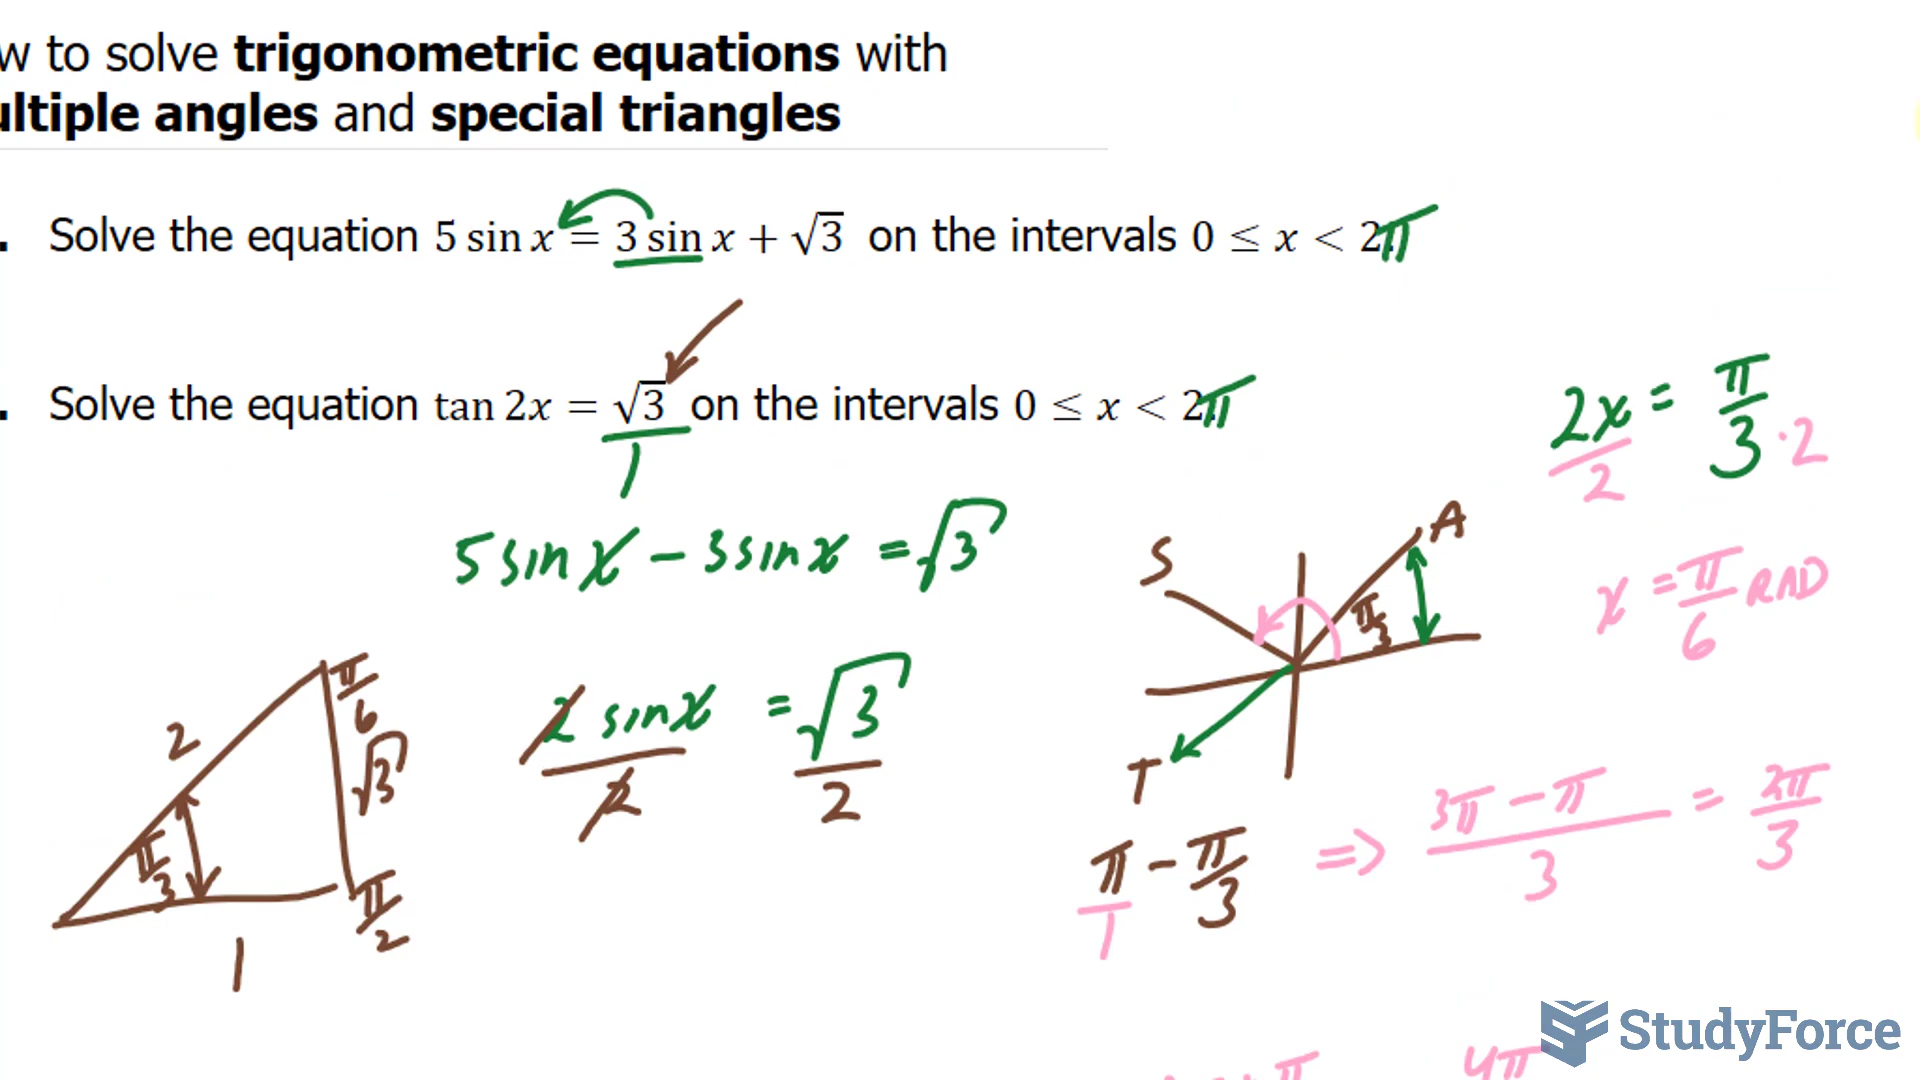 w to solve trigonometric equations with
ultiple angles and special triangles
. Solve the equation 5 sin x = 3 sin x + √3 on the intervals 0 ≤ x < 2π
. Solve the equation tan 2x = √3 on the intervals 0 ≤ x < 2π
1
2x = π/3 · 2
2
5 sin x − 3 sin x = √3
S
A
π/3
x = π/6 RAD
2 sin x / 2 = √3 / 2
2
π/6
√3
π/3
π/2
1
T
π/1 − π/3 => 3π − π / 3 = 2π/3
StudyForce
π
4π